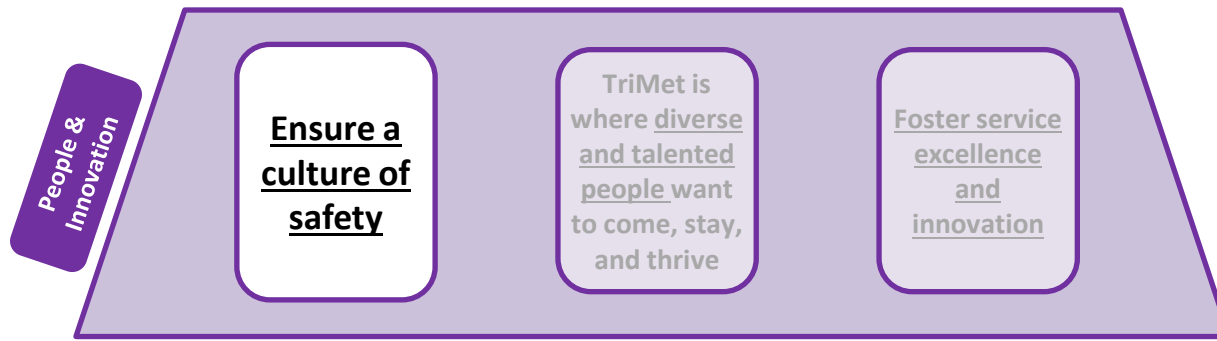 People &
Innovation
Ensure a
culture of
safety
TriMet is
where diverse
and talented
people want
to come, stay,
and thrive
Foster service
excellence
and
innovation